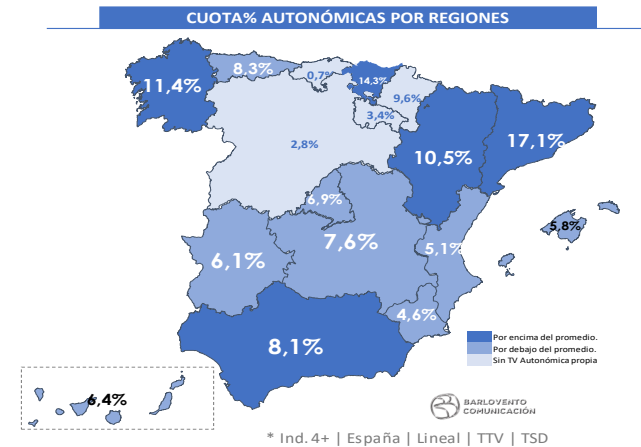 CUOTA% AUTONÓMICAS POR REGIONES
11,4%
8.3%
0,7%
14,3%
9,6%
3,4%
2,8%
10,5%
17,1%
6,9%
7,6%
6,1%
5,1%
5,8%
4,6%
8,1%
6,4%
Por encima del promedio.
Por debajo del promedio.
Sin TV Autonómica propia
BARLOVENTO
COMUNICACIÓN
* Ind. 4+ | España | Lineal | TTV | TSD